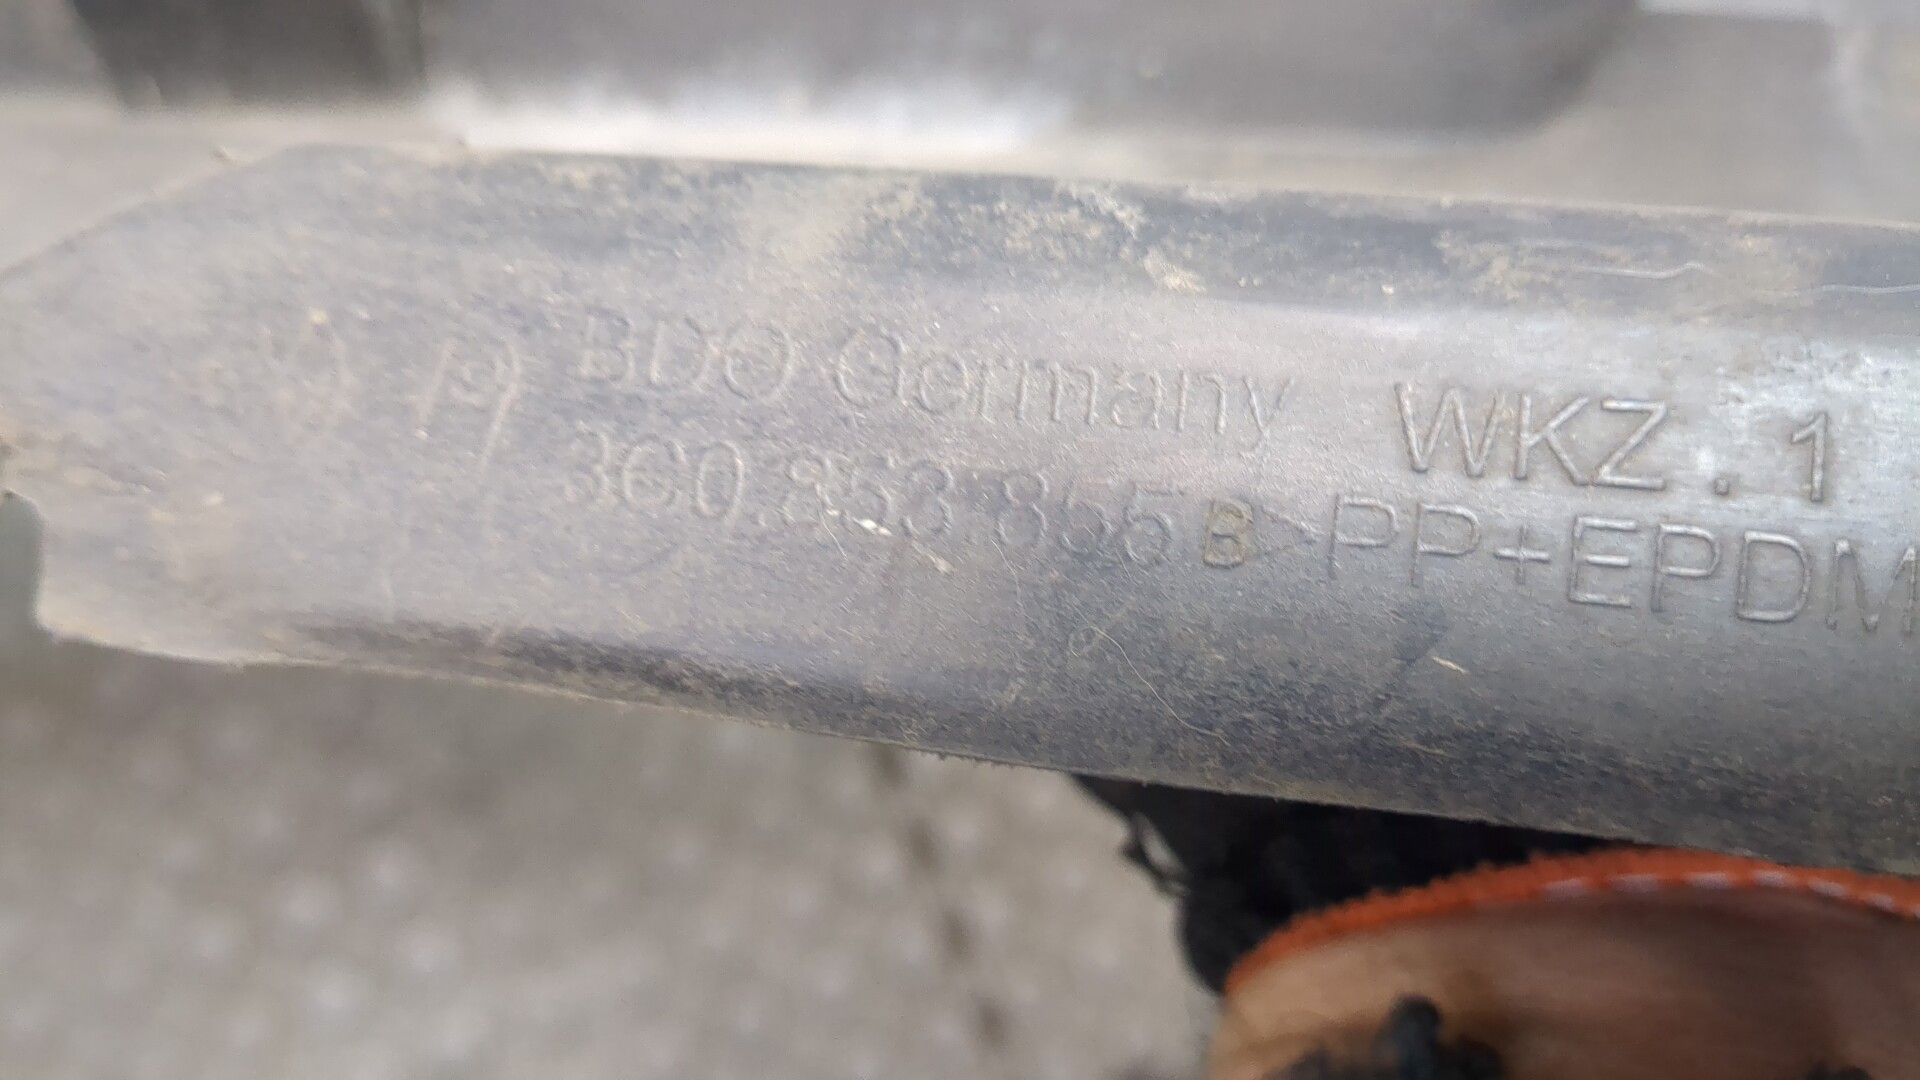 BDO Germany WKZ. 1
3C0.853.855 B >PP+EPDM